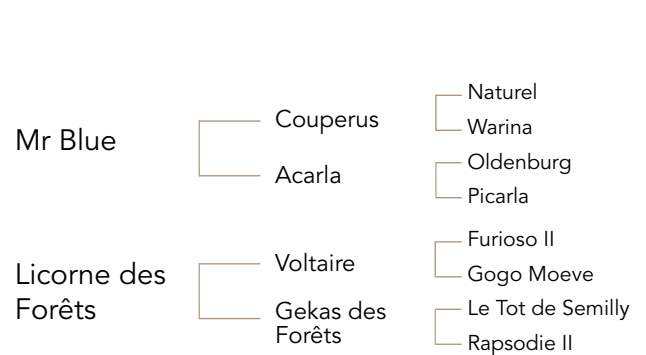 Mr Blue
Couperus
Acarla
Naturel
Warina
Oldenburg
Picarla
Licorne des
Forêts
Voltaire
Gekas des
Forêts
Furioso II
Gogo Moeve
Le Tot de Semilly
Rapsodie II